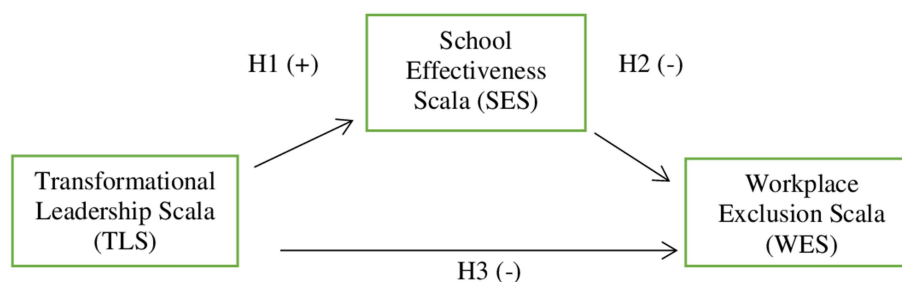 School
Effectiveness
Scala (SES)
H1 (+)
H2 (-)
Transformational
Leadership Scala
(TLS)
Workplace
Exclusion Scala
(WES)
H3 (-)